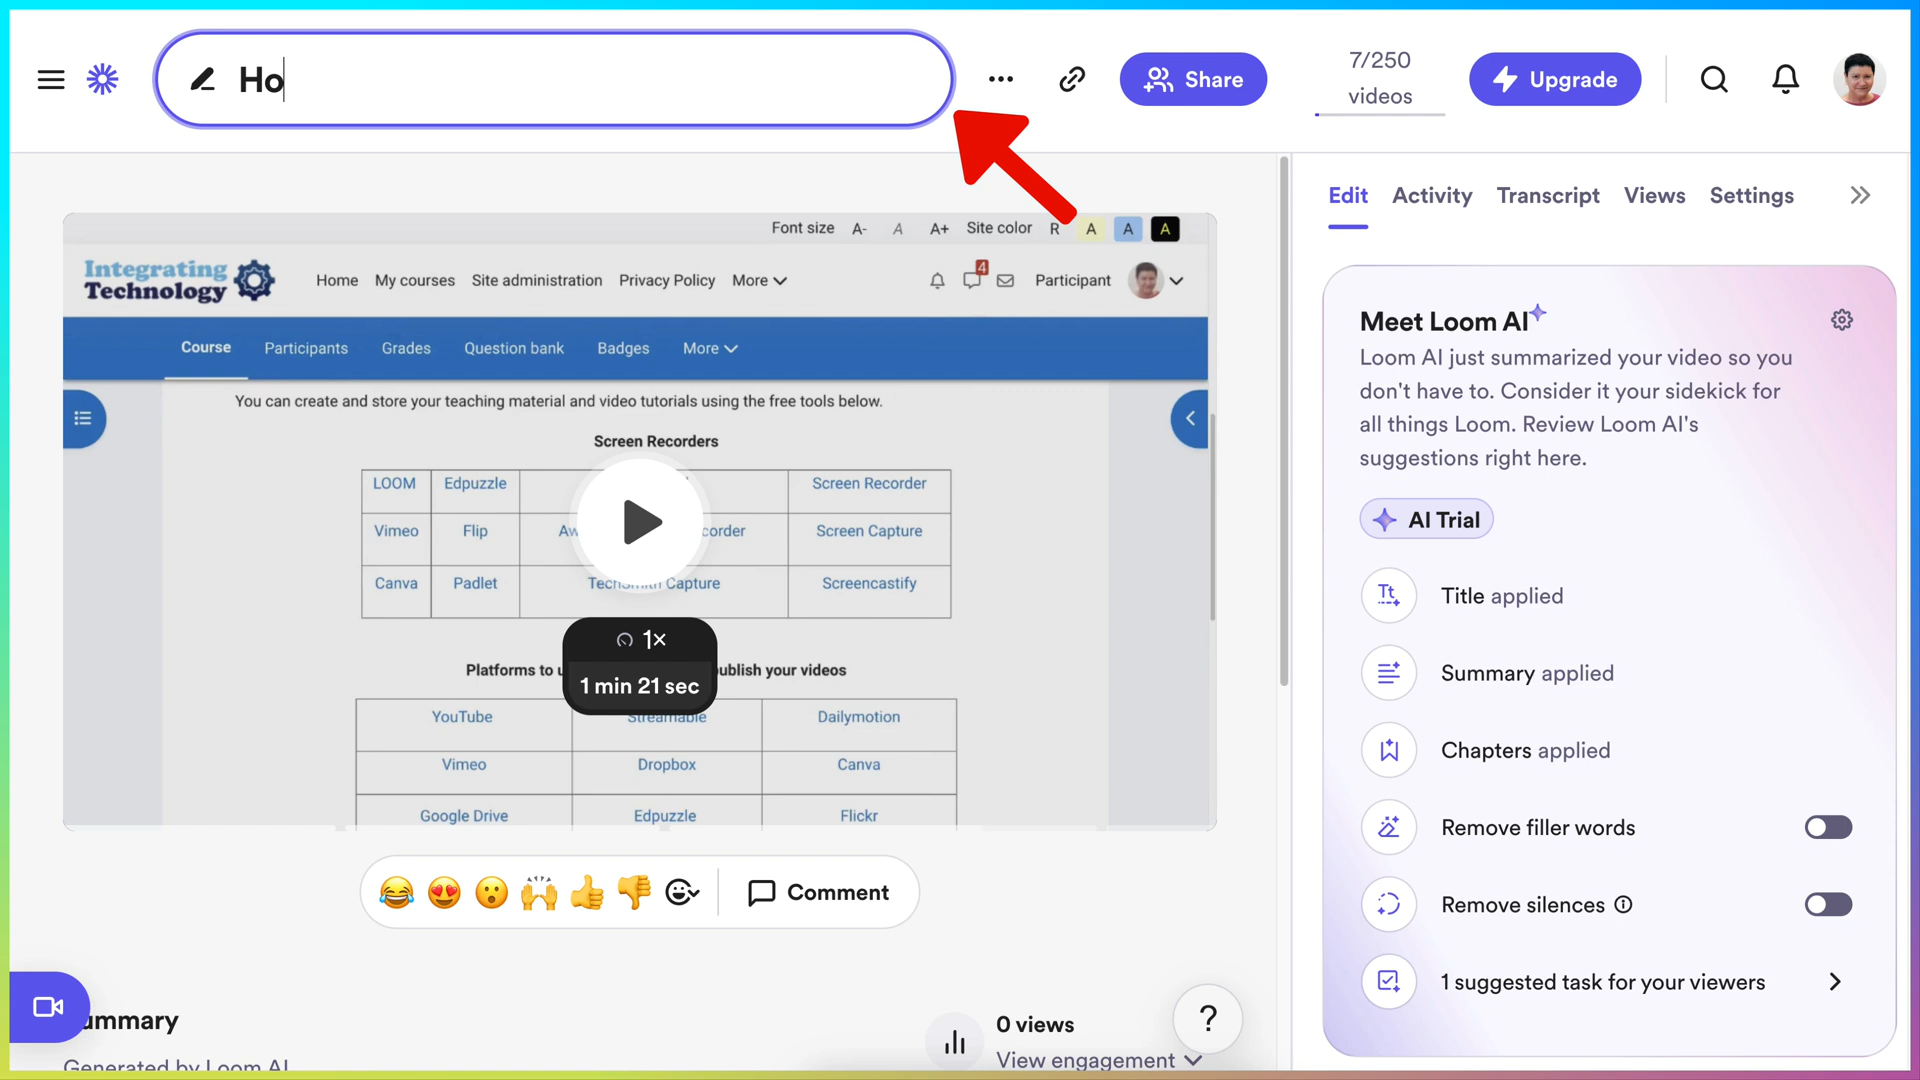 Ho
Share
7/250
videos
Upgrade
Edit Activity Transcript Views Settings
Font size A- A A+ Site color R A A A
Integrating
Technology
Home My courses Site administration Privacy Policy More
4
Participant
Course Participants Grades Question bank Badges More
You can create and store your teaching material and video tutorials using the free tools below.
Screen Recorders
LOOM Edpuzzle Screen Recorder
Vimeo Flip Screen Capture
Canva Padlet TechSmith Capture Screencastify
1×
1 min 21 sec
Platforms to your videos
YouTube Streamable Dailymotion
Vimeo Dropbox Canva
Google Drive Edpuzzle Flickr
Comment
ummary
Generated by Loom AI
0 views
View engagement
?
Meet Loom AI
Loom AI just summarized your video so you
don't have to. Consider it your sidekick for
all things Loom. Review Loom AI's
suggestions right here.
AI Trial
Tt
Title applied
Summary applied
Chapters applied
Remove filler words
Remove silences
1 suggested task for your viewers